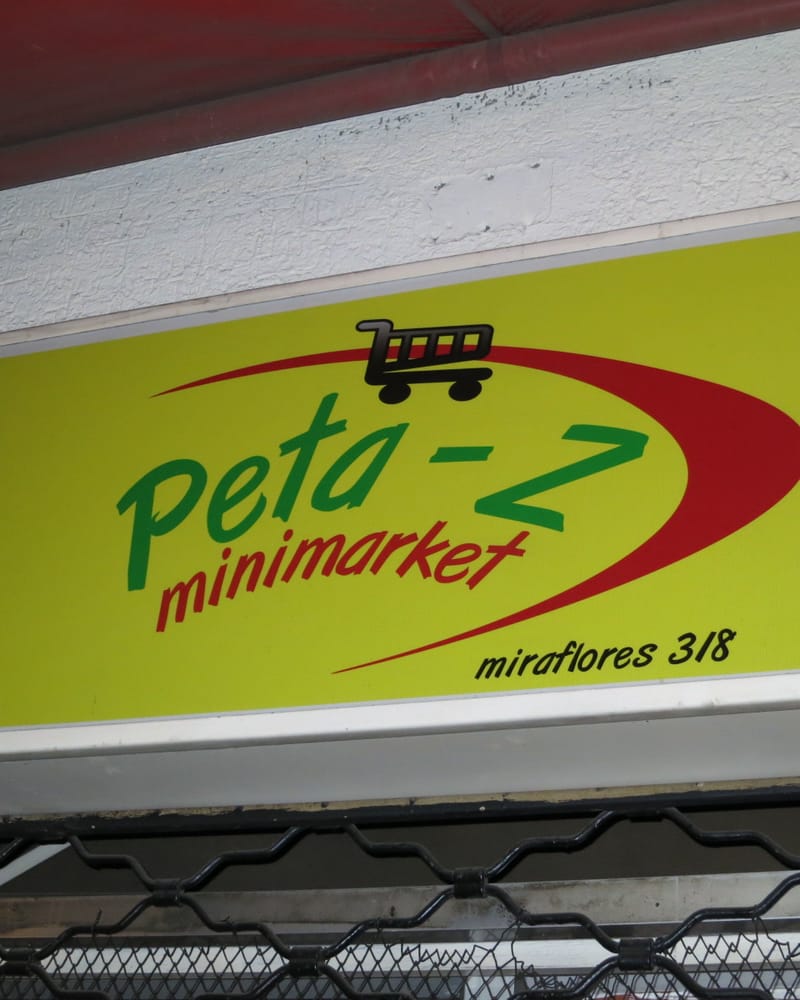 Peta - Z
minimarket
miraflores 318